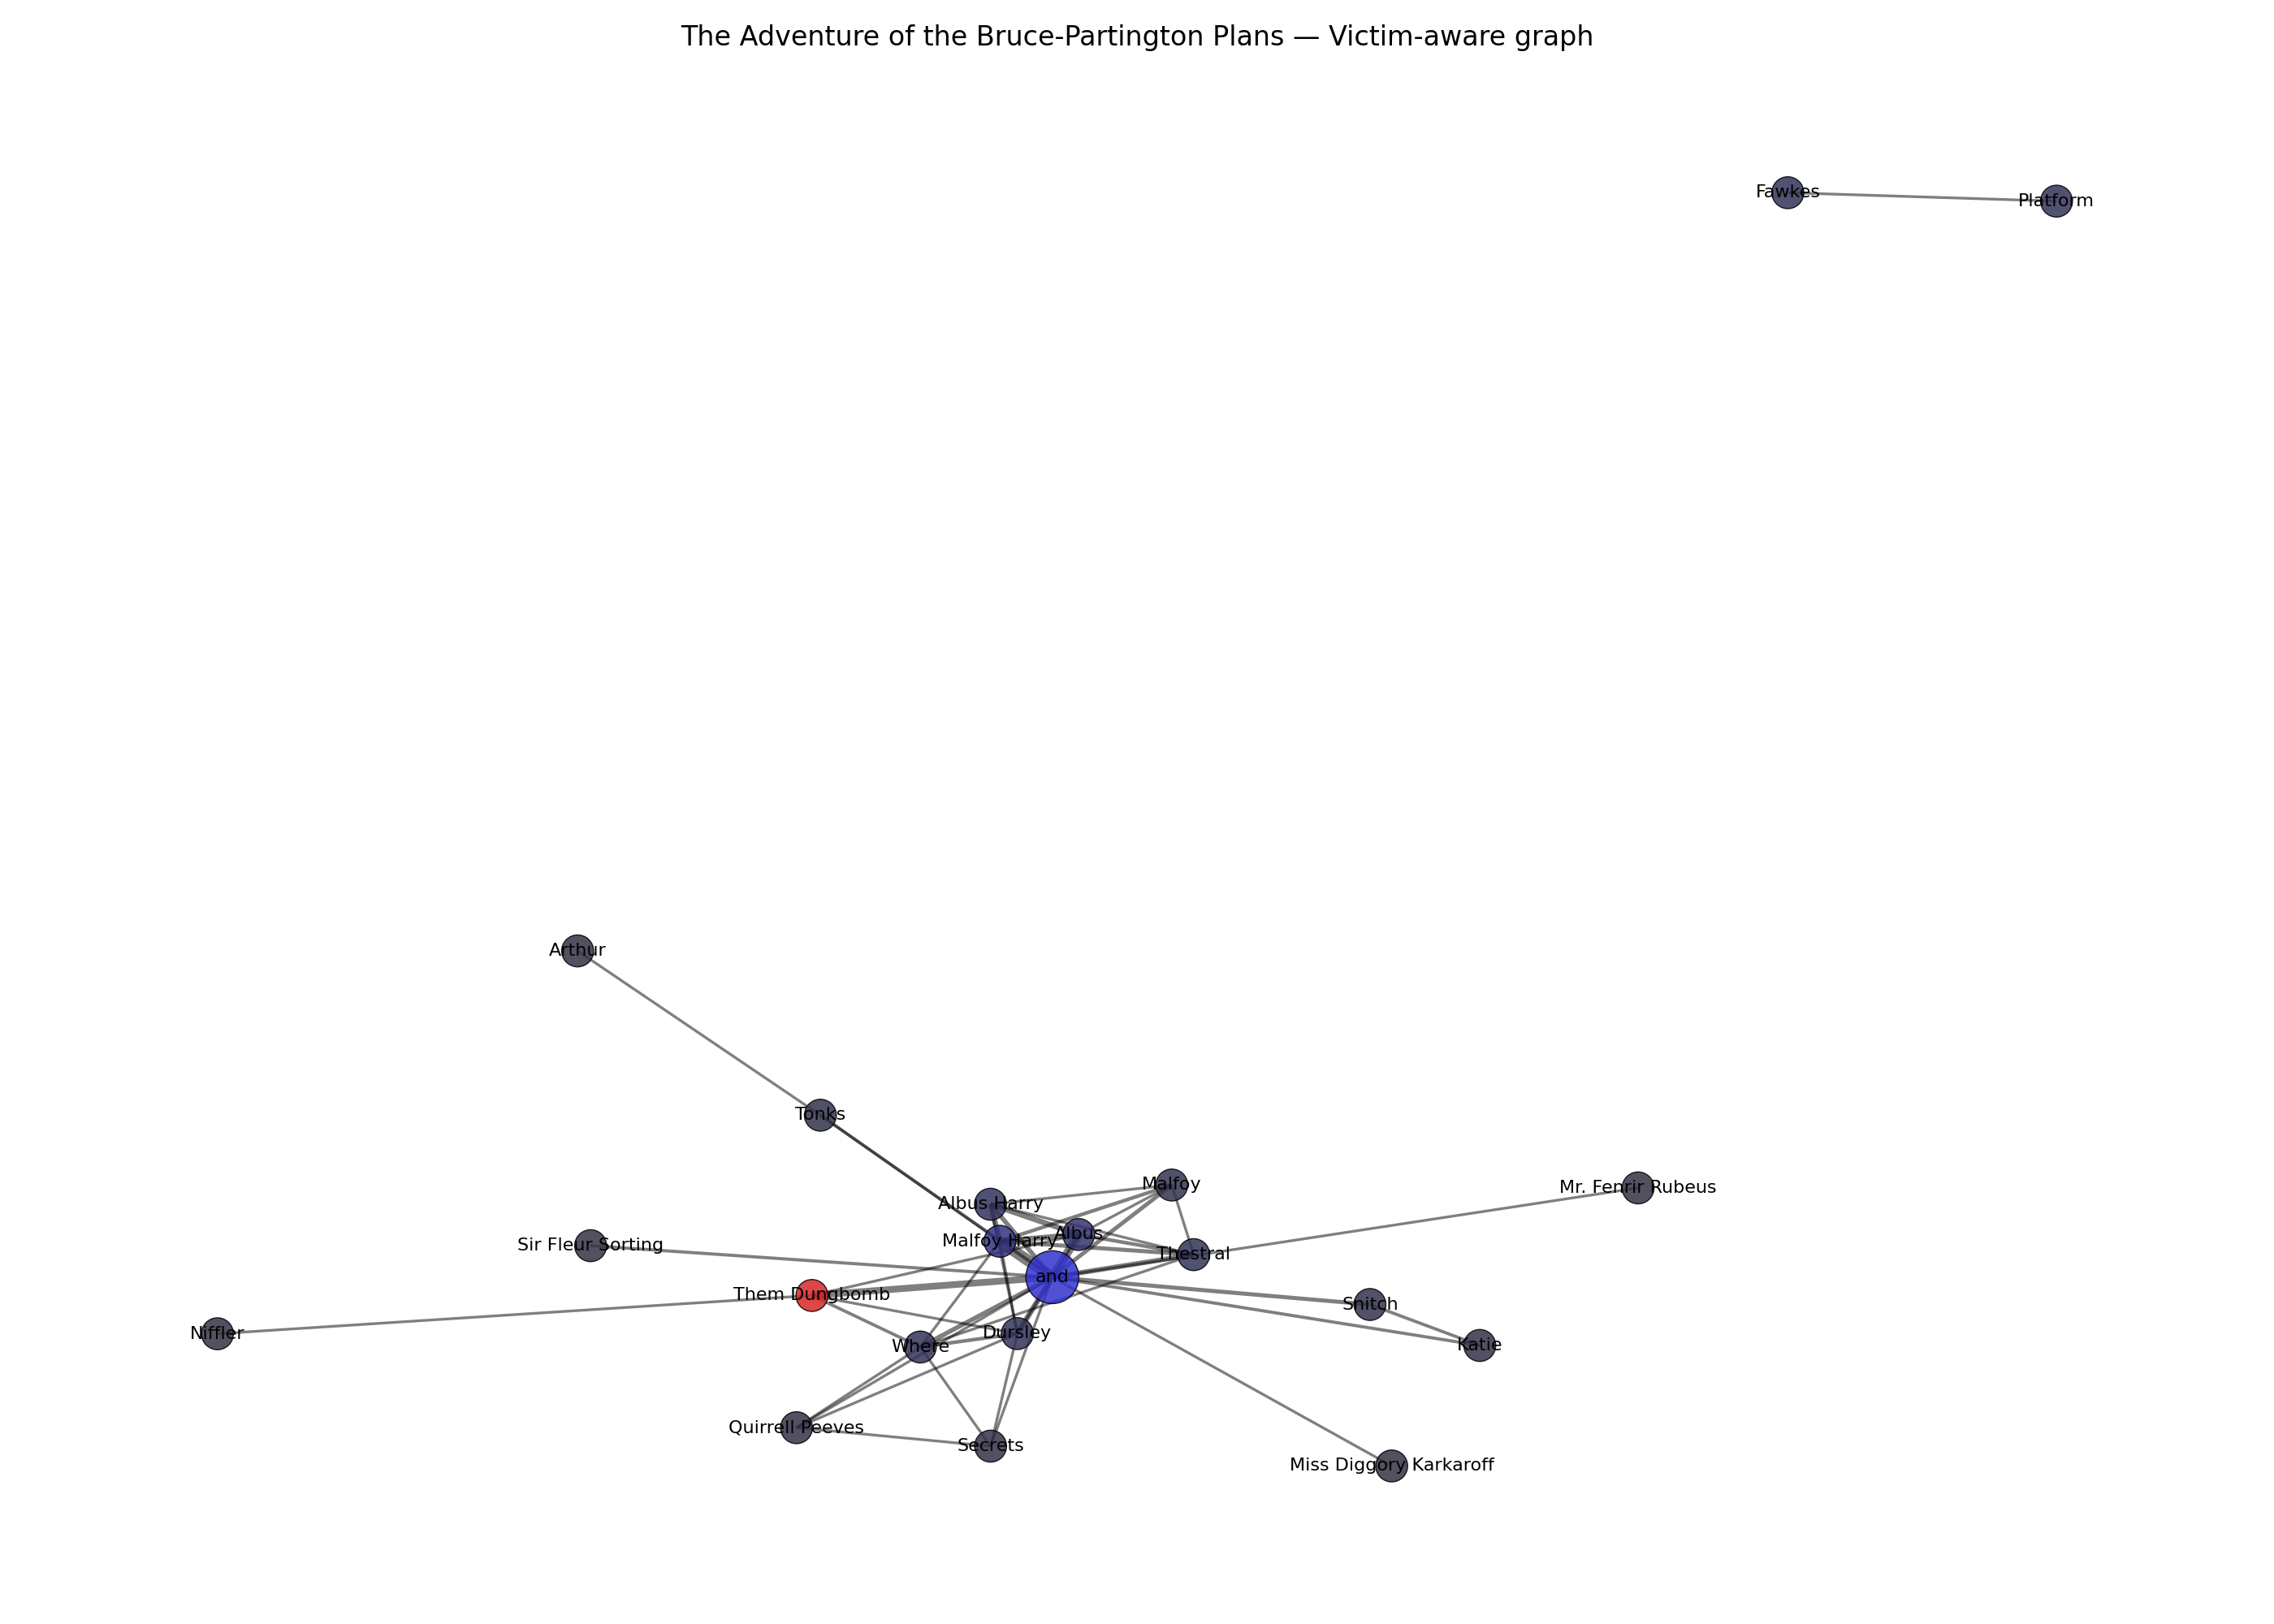 The Adventure of the Bruce-Partington Plans — Victim-aware graph
Fawkes
Platform
Arthur
Tonks
Malfoy
Mr. Fenrir Rubeus
Albus Harry
Albus
Malfoy Harry
Sir Fleur Sorting
Thestral
and
Them Dungbomb
Snitch
Niffler
Dursley
Where
Katie
Quirrell Peeves
Secrets
Miss Diggory Karkaroff